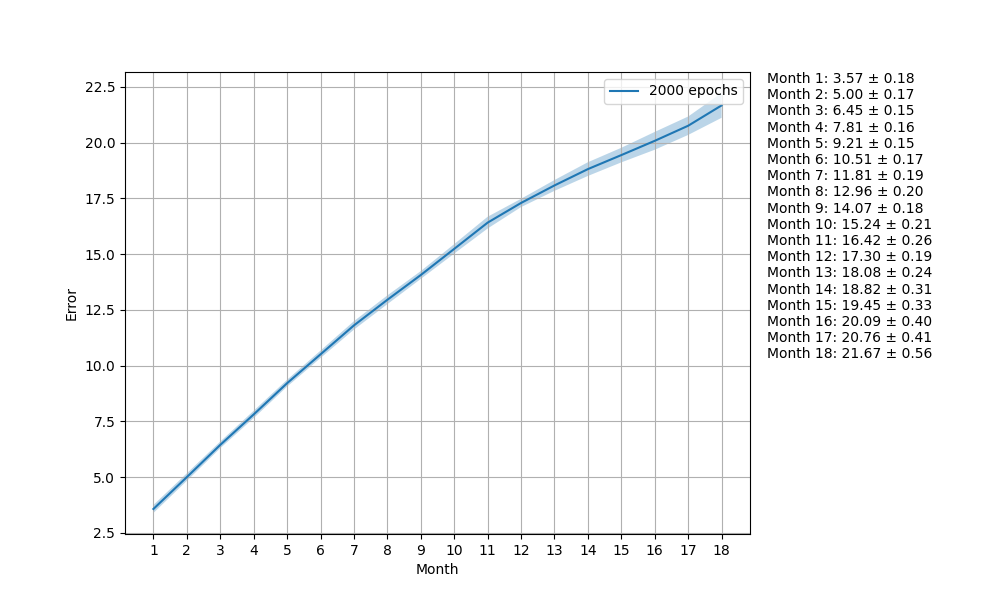 22.5
20.0
17.5
15.0
12.5
10.0
7.5
5.0
2.5
Error
1 2 3 4 5 6 7 8 9 10 11 12 13 14 15 16 17 18
Month
2000 epochs
Month 1: 3.57 ± 0.18
Month 2: 5.00 ± 0.17
Month 3: 6.45 ± 0.15
Month 4: 7.81 ± 0.16
Month 5: 9.21 ± 0.15
Month 6: 10.51 ± 0.17
Month 7: 11.81 ± 0.19
Month 8: 12.96 ± 0.20
Month 9: 14.07 ± 0.18
Month 10: 15.24 ± 0.21
Month 11: 16.42 ± 0.26
Month 12: 17.30 ± 0.19
Month 13: 18.08 ± 0.24
Month 14: 18.82 ± 0.31
Month 15: 19.45 ± 0.33
Month 16: 20.09 ± 0.40
Month 17: 20.76 ± 0.41
Month 18: 21.67 ± 0.56